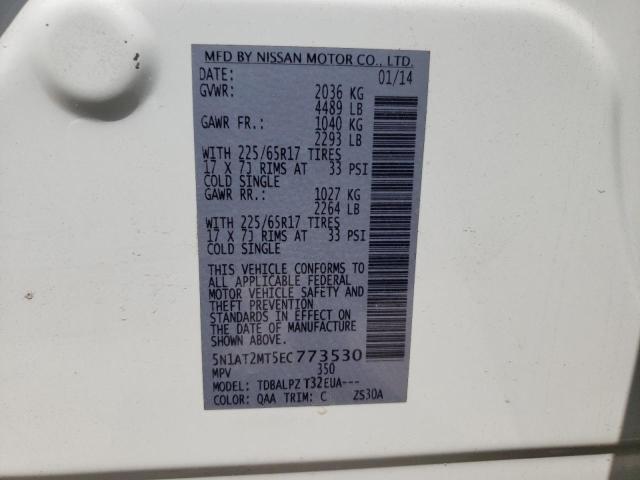 MFD BY NISSAN MOTOR CO., LTD.
DATE: 01/14
GVWR: 2036 KG
4489 LB
GAWR FR.: 1040 KG
2293 LB
WITH 225/65R17 TIRES
17 X 7J RIMS AT 33 PSI
COLD SINGLE
GAWR RR.: 1027 KG
2264 LB
WITH 225/65R17 TIRES
17 X 7J RIMS AT 33 PSI
COLD SINGLE
THIS VEHICLE CONFORMS TO
ALL APPLICABLE FEDERAL
MOTOR VEHICLE SAFETY AND
THEFT PREVENTION
STANDARDS IN EFFECT ON
THE DATE OF MANUFACTURE
SHOWN ABOVE.
5N1AT2MT5EC773530
MPV 350
MODEL: TDBALPZ T32EUA---
COLOR: QAA TRIM: C ZS30A